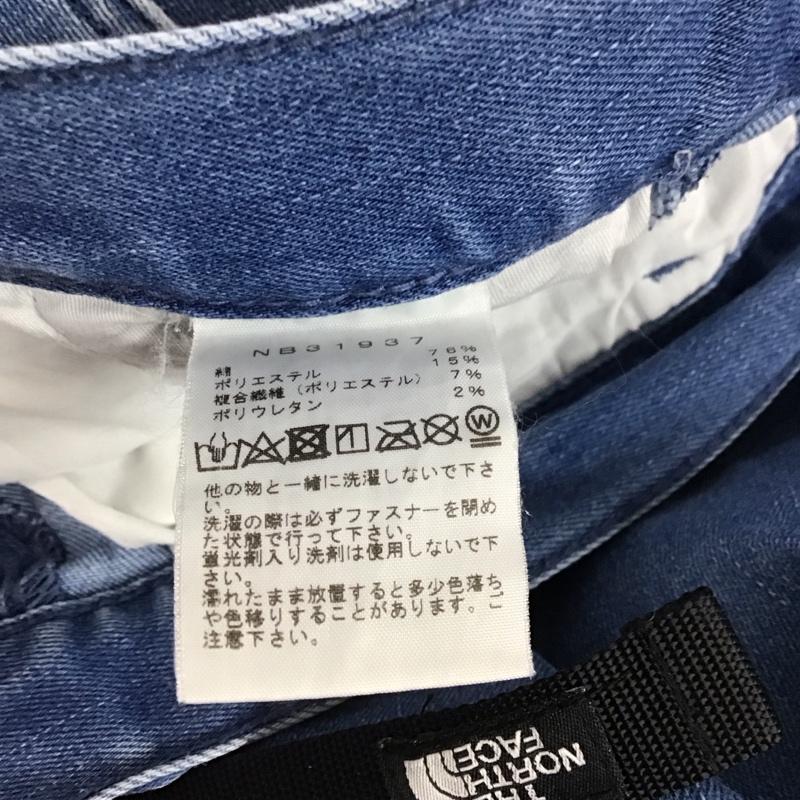 NB31937
綿 76%
ポリエステル 15%
複合繊維(ポリエステル) 7%
ポリウレタン 2%
W
他の物と一緒に洗濯しないで下さ
い。
洗濯の際は必ずファスナーを閉め
た状態で行って下さい。
蛍光剤入り洗剤は使用しないで下
さい。
濡れたまま放置すると多少色落ち
や色移りすることがあります。ご
注意下さい。
THE
NORTH
FACE